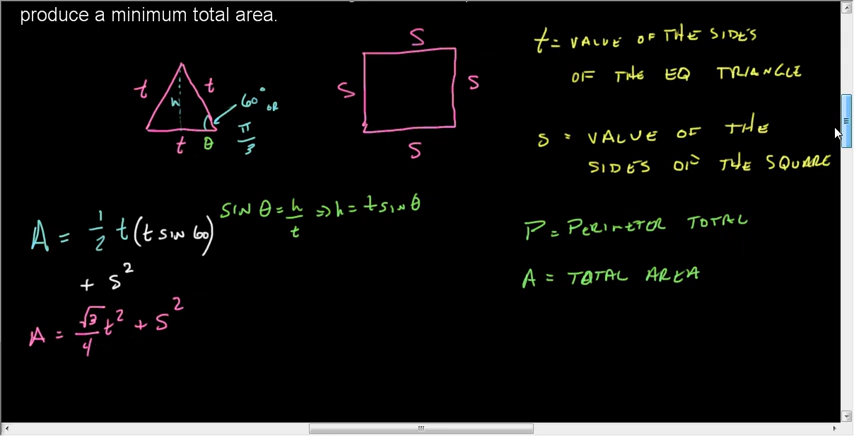 produce a minimum total area.
t
t
h
t
θ
60° or
π/3
S
S
S
S
t = VALUE OF THE SIDES
OF THE EQ TRIANGLE
s = VALUE OF THE
SIDES OF THE SQUARE
P = PERIMETER TOTAL
A = TOTAL AREA
SIN θ = h/t => h = t SIN θ
A = 1/2 t (t SIN 60)
+ S²
A = √3/4 t² + S²